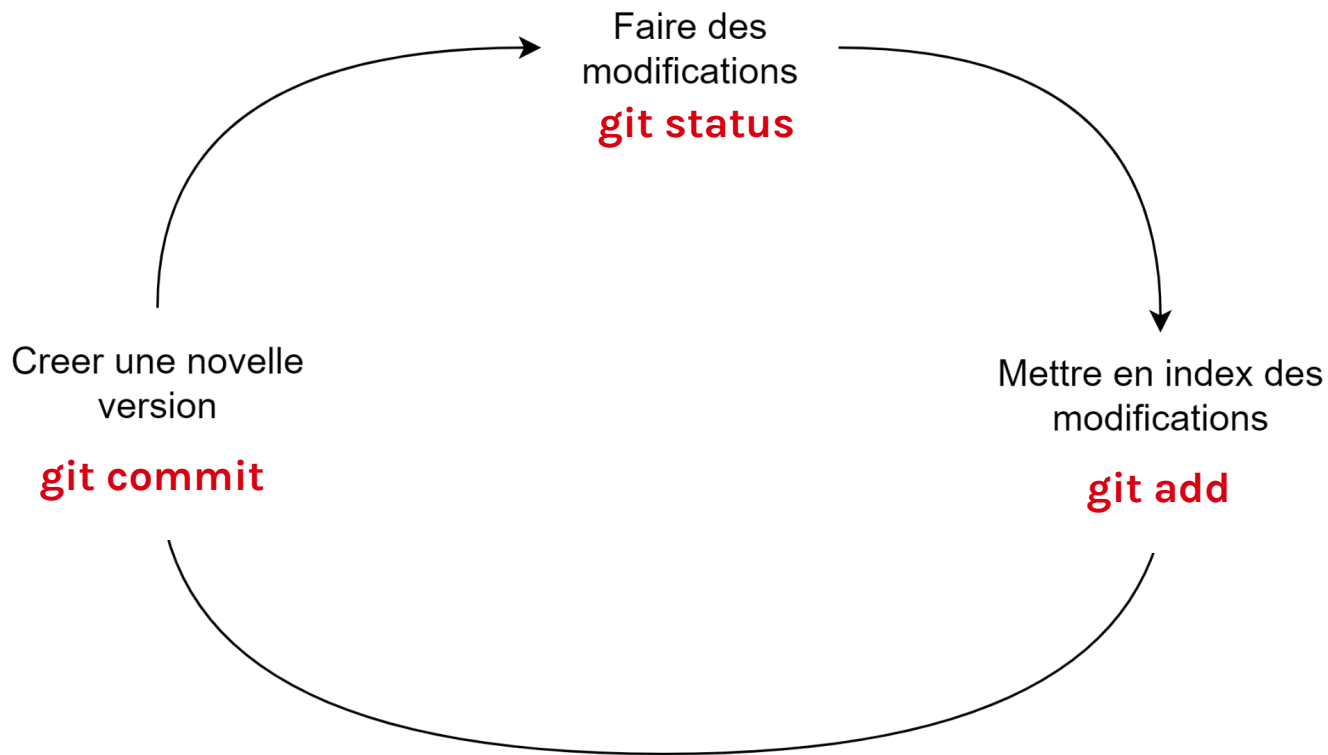 Faire des
modifications
git status
Creer une novelle
version
git commit
Mettre en index des
modifications
git add